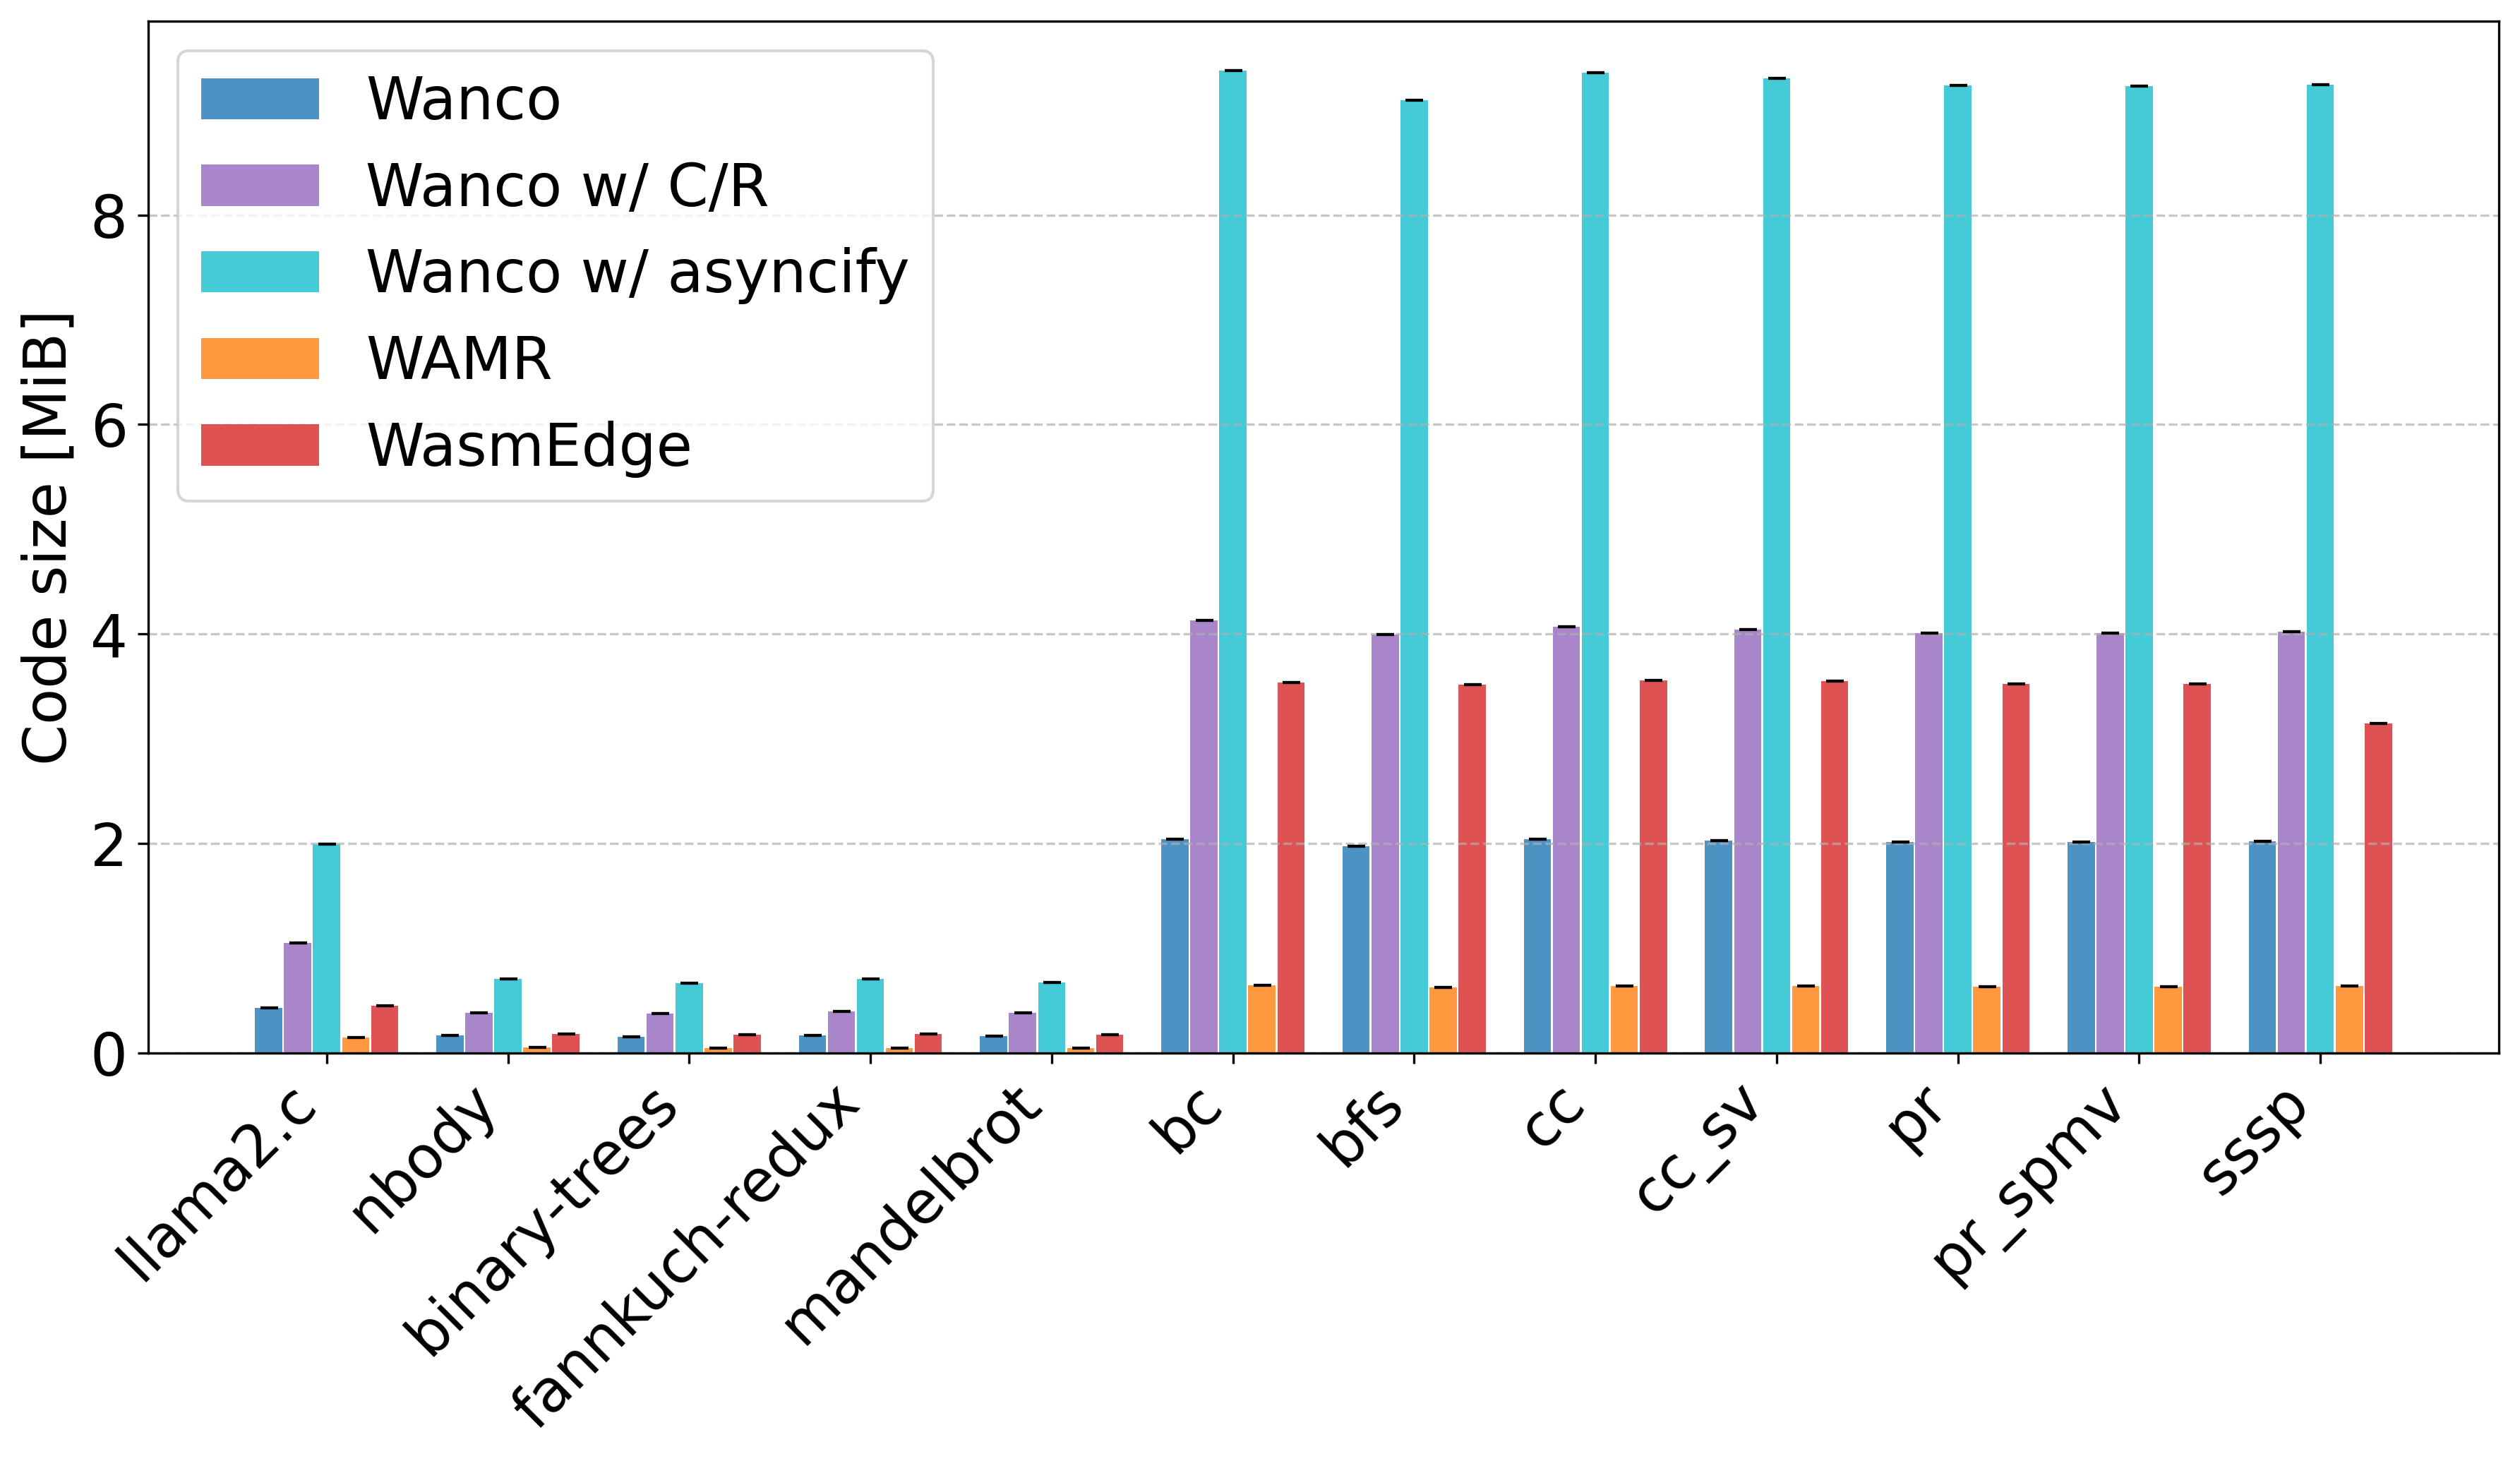 Wanco
Wanco w/ C/R
Wanco w/ asyncify
WAMR
WasmEdge
Code size [MiB]
8
6
4
2
0
llama2.c
nbody
binary-trees
fannkuch-redux
mandelbrot
bc
bfs
cc
cc_sv
pr
pr_spmv
sssp